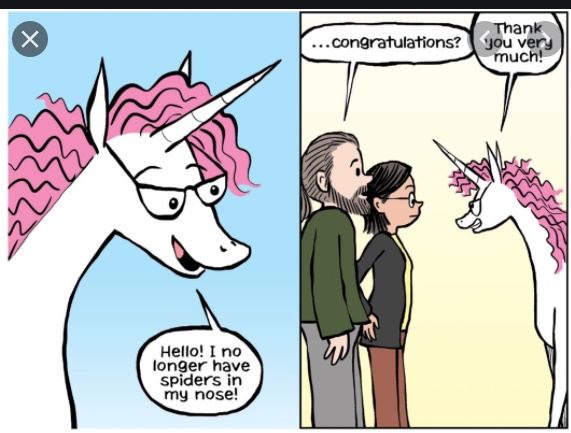 Hello! I no
longer have
spiders in
my nose!
...congratulations?
Thank
you very
much!